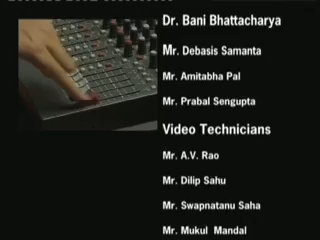 Dr. Bani Bhattacharya
Mr. Debasis Samanta
Mr. Amitabha Pal
Mr. Prabal Sengupta
Video Technicians
Mr. A.V. Rao
Mr. Dilip Sahu
Mr. Swapnatanu Saha
Mr. Mukul Mandal